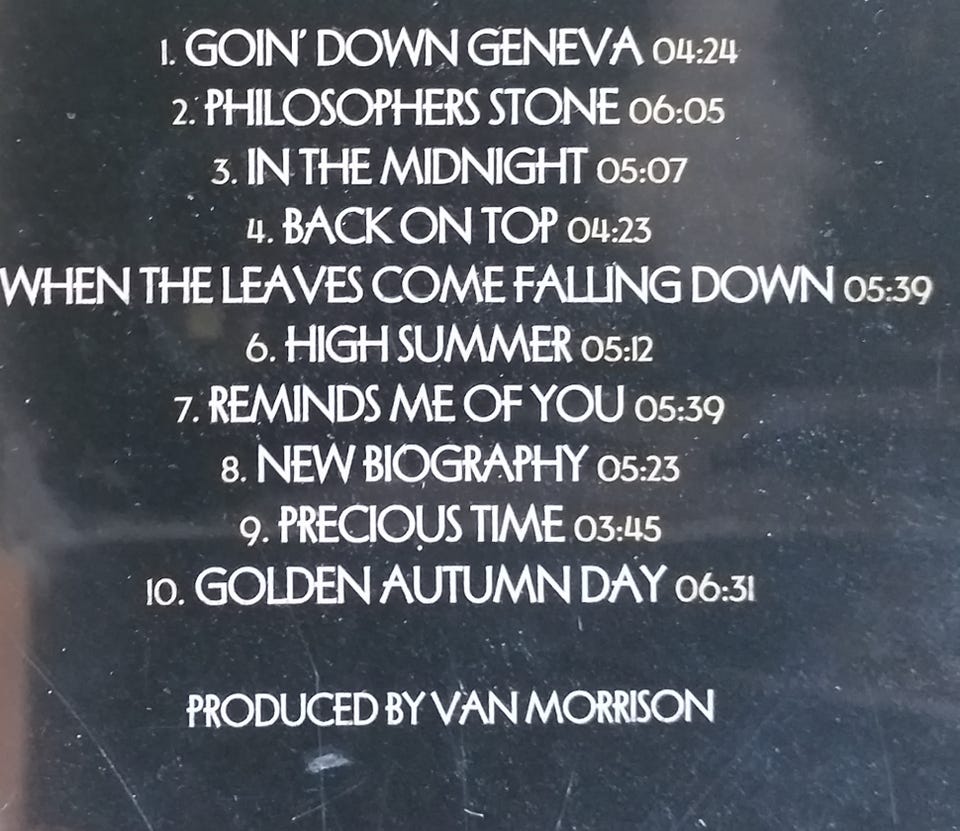 1. GOIN' DOWN GENEVA 04:24
2. PHILOSOPHERS STONE 06:05
3. IN THE MIDNIGHT 05:07
4. BACK ON TOP 04:23
WHEN THE LEAVES COME FALLING DOWN 05:39
6. HIGH SUMMER 05:12
7. REMINDS ME OF YOU 05:39
8. NEW BIOGRAPHY 05:23
9. PRECIOUS TIME 03:45
10. GOLDEN AUTUMN DAY 06:31
PRODUCED BY VAN MORRISON